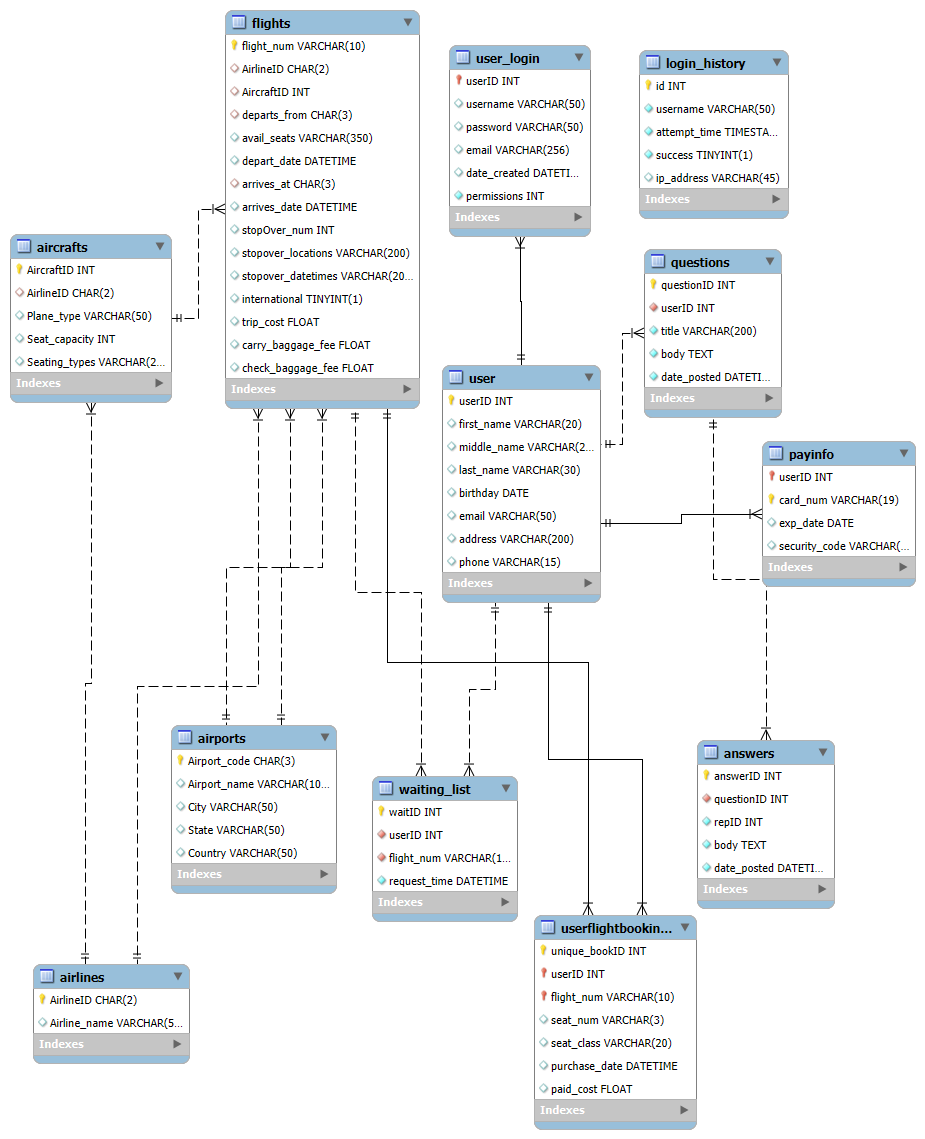 flights
flight_num VARCHAR(10)
AirlineID CHAR(2)
AircraftID INT
departs_from CHAR(3)
avail_seats VARCHAR(350)
depart_date DATETIME
arrives_at CHAR(3)
arrives_date DATETIME
stopOver_num INT
stopover_locations VARCHAR(200)
stopover_datetimes VARCHAR(20...
international TINYINT(1)
trip_cost FLOAT
carry_baggage_fee FLOAT
check_baggage_fee FLOAT
Indexes
user_login
userID INT
username VARCHAR(50)
password VARCHAR(50)
email VARCHAR(256)
date_created DATETI...
permissions INT
Indexes
login_history
id INT
username VARCHAR(50)
attempt_time TIMESTA...
success TINYINT(1)
ip_address VARCHAR(45)
Indexes
aircrafts
AircraftID INT
AirlineID CHAR(2)
Plane_type VARCHAR(50)
Seat_capacity INT
Seating_types VARCHAR(2...
Indexes
questions
questionID INT
userID INT
title VARCHAR(200)
body TEXT
date_posted DATETI...
Indexes
user
userID INT
first_name VARCHAR(20)
middle_name VARCHAR(2...
last_name VARCHAR(30)
birthday DATE
email VARCHAR(50)
address VARCHAR(200)
phone VARCHAR(15)
Indexes
payinfo
userID INT
card_num VARCHAR(19)
exp_date DATE
security_code VARCHAR(...
Indexes
airports
Airport_code CHAR(3)
Airport_name VARCHAR(10...
City VARCHAR(50)
State VARCHAR(50)
Country VARCHAR(50)
Indexes
waiting_list
waitID INT
userID INT
flight_num VARCHAR(1...
request_time DATETIME
Indexes
answers
answerID INT
questionID INT
repID INT
body TEXT
date_posted DATETI...
Indexes
airlines
AirlineID CHAR(2)
Airline_name VARCHAR(5...
Indexes
userflightbookin...
unique_bookID INT
userID INT
flight_num VARCHAR(10)
seat_num VARCHAR(3)
seat_class VARCHAR(20)
purchase_date DATETIME
paid_cost FLOAT
Indexes